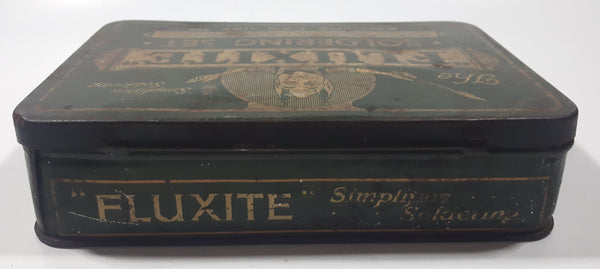 The
"FLUXITE"
SOLDERING SET
Simplifies
Soldering
"FLUXITE"
Simplifies
Soldering